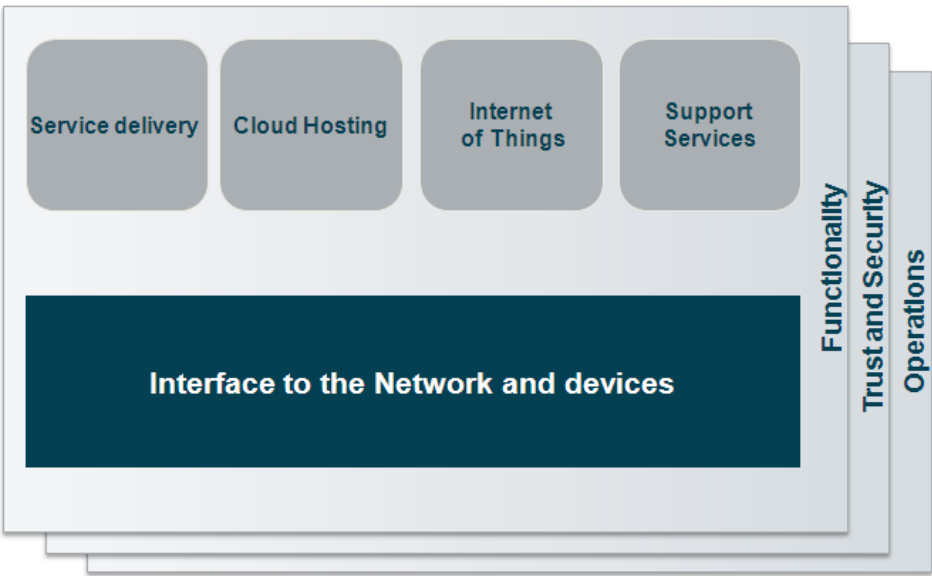 Service delivery
Cloud Hosting
Internet
of Things
Support
Services
Interface to the Network and devices
Functionality
Trust and Security
Operations